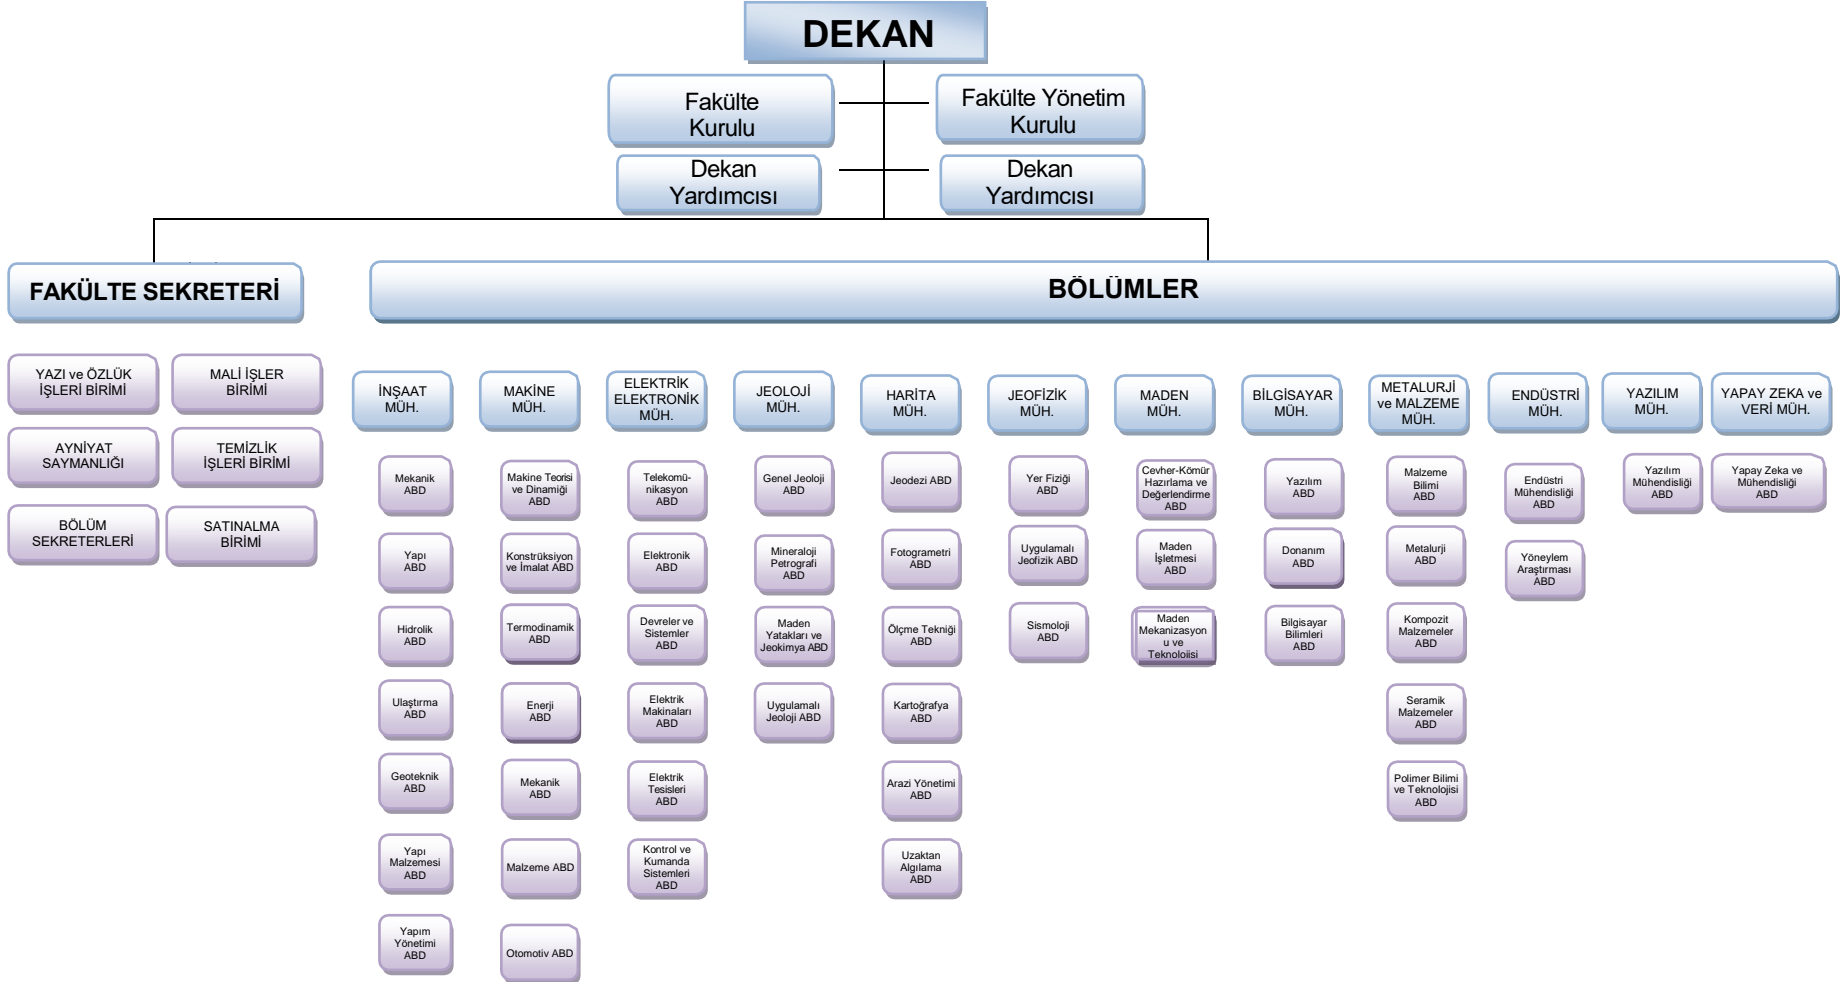 DEKAN
Fakülte
Kurulu
Fakülte Yönetim
Kurulu
Dekan
Yardımcısı
Dekan
Yardımcısı
FAKÜLTE SEKRETERİ
BÖLÜMLER
YAZI ve ÖZLÜK
İŞLERİ BİRİMİ
MALİ İŞLER
BİRİMİ
AYNİYAT
SAYMANLIĞI
TEMİZLİK
İŞLERİ BİRİMİ
BÖLÜM
SEKRETERLERİ
SATINALMA
BİRİMİ
İNŞAAT
MÜH.
Mekanik
ABD
Yapı
ABD
Hidrolik
ABD
Ulaştırma
ABD
Geoteknik
ABD
Yapı
Malzemesi
ABD
Yapım
Yönetimi
ABD
MAKİNE
MÜH.
Makine Teorisi
ve Dinamiği
ABD
Konstrüksiyon
ve İmalat ABD
Termodinamik
ABD
Enerji
ABD
Mekanik
ABD
Malzeme ABD
Otomotiv ABD
ELEKTRİK
ELEKTRONİK
MÜH.
Telekomü-
nikasyon
ABD
Elektronik
ABD
Devreler ve
Sistemler
ABD
Elektrik
Makinaları
ABD
Elektrik
Tesisleri
ABD
Kontrol ve
Kumanda
Sistemleri
ABD
JEOLOJİ
MÜH.
Genel Jeoloji
ABD
Mineraloji
Petrografi
ABD
Maden
Yatakları ve
Jeokimya ABD
Uygulamalı
Jeoloji ABD
HARİTA
MÜH.
Jeodezi ABD
Fotogrametri
ABD
Ölçme Tekniği
ABD
Kartoğrafya
ABD
Arazi Yönetimi
ABD
Uzaktan
Algılama
ABD
JEOFİZİK
MÜH.
Yer Fiziği
ABD
Uygulamalı
Jeofizik ABD
Sismoloji
ABD
MADEN
MÜH.
Cevher-Kömür
Hazırlama ve
Değerlendirme
ABD
Maden
İşletmesi
ABD
Maden
Mekanizasyon
u ve
Teknolojisi
BİLGİSAYAR
MÜH.
Yazılım
ABD
Donanım
ABD
Bilgisayar
Bilimleri
ABD
METALURJİ
ve MALZEME
MÜH.
Malzeme
Bilimi
ABD
Metalurji
ABD
Kompozit
Malzemeler
ABD
Seramik
Malzemeler
ABD
Polimer Bilimi
ve Teknolojisi
ABD
ENDÜSTRİ
MÜH.
Endüstri
Mühendisliği
ABD
Yöneylem
Araştırması
ABD
YAZILIM
MÜH.
Yazılım
Mühendisliği
ABD
YAPAY ZEKA ve
VERİ MÜH.
Yapay Zeka ve
Mühendisliği
ABD